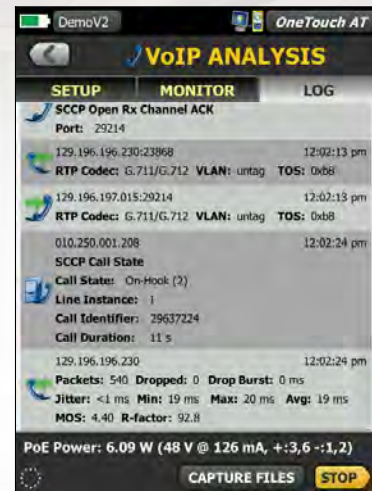 DemoV2
OneTouch AT
VoIP ANALYSIS
SETUP MONITOR LOG
SCCP Open Rx Channel ACK
Port: 29214
129.196.196.230:23868 12:02:13 pm
RTP Codec: G.711/G.712 VLAN: untag TOS: 0xb8
129.196.197.015:29214 12:02:13 pm
RTP Codec: G.711/G.712 VLAN: untag TOS: 0xb8
010.250.001.208 12:02:24 pm
SCCP Call State
Call State: On-Hook (2)
Line Instance: 1
Call Identifier: 29637224
Call Duration: 11 s
129.196.196.230 12:02:24 pm
Packets: 540 Dropped: 0 Drop Burst: 0 ms
Jitter: <1 ms Min: 19 ms Max: 20 ms Avg: 19 ms
MOS: 4.40 R-factor: 92.8
PoE Power: 6.09 W (48 V @ 126 mA, +:3,6 -:1,2)
CAPTURE FILES STOP